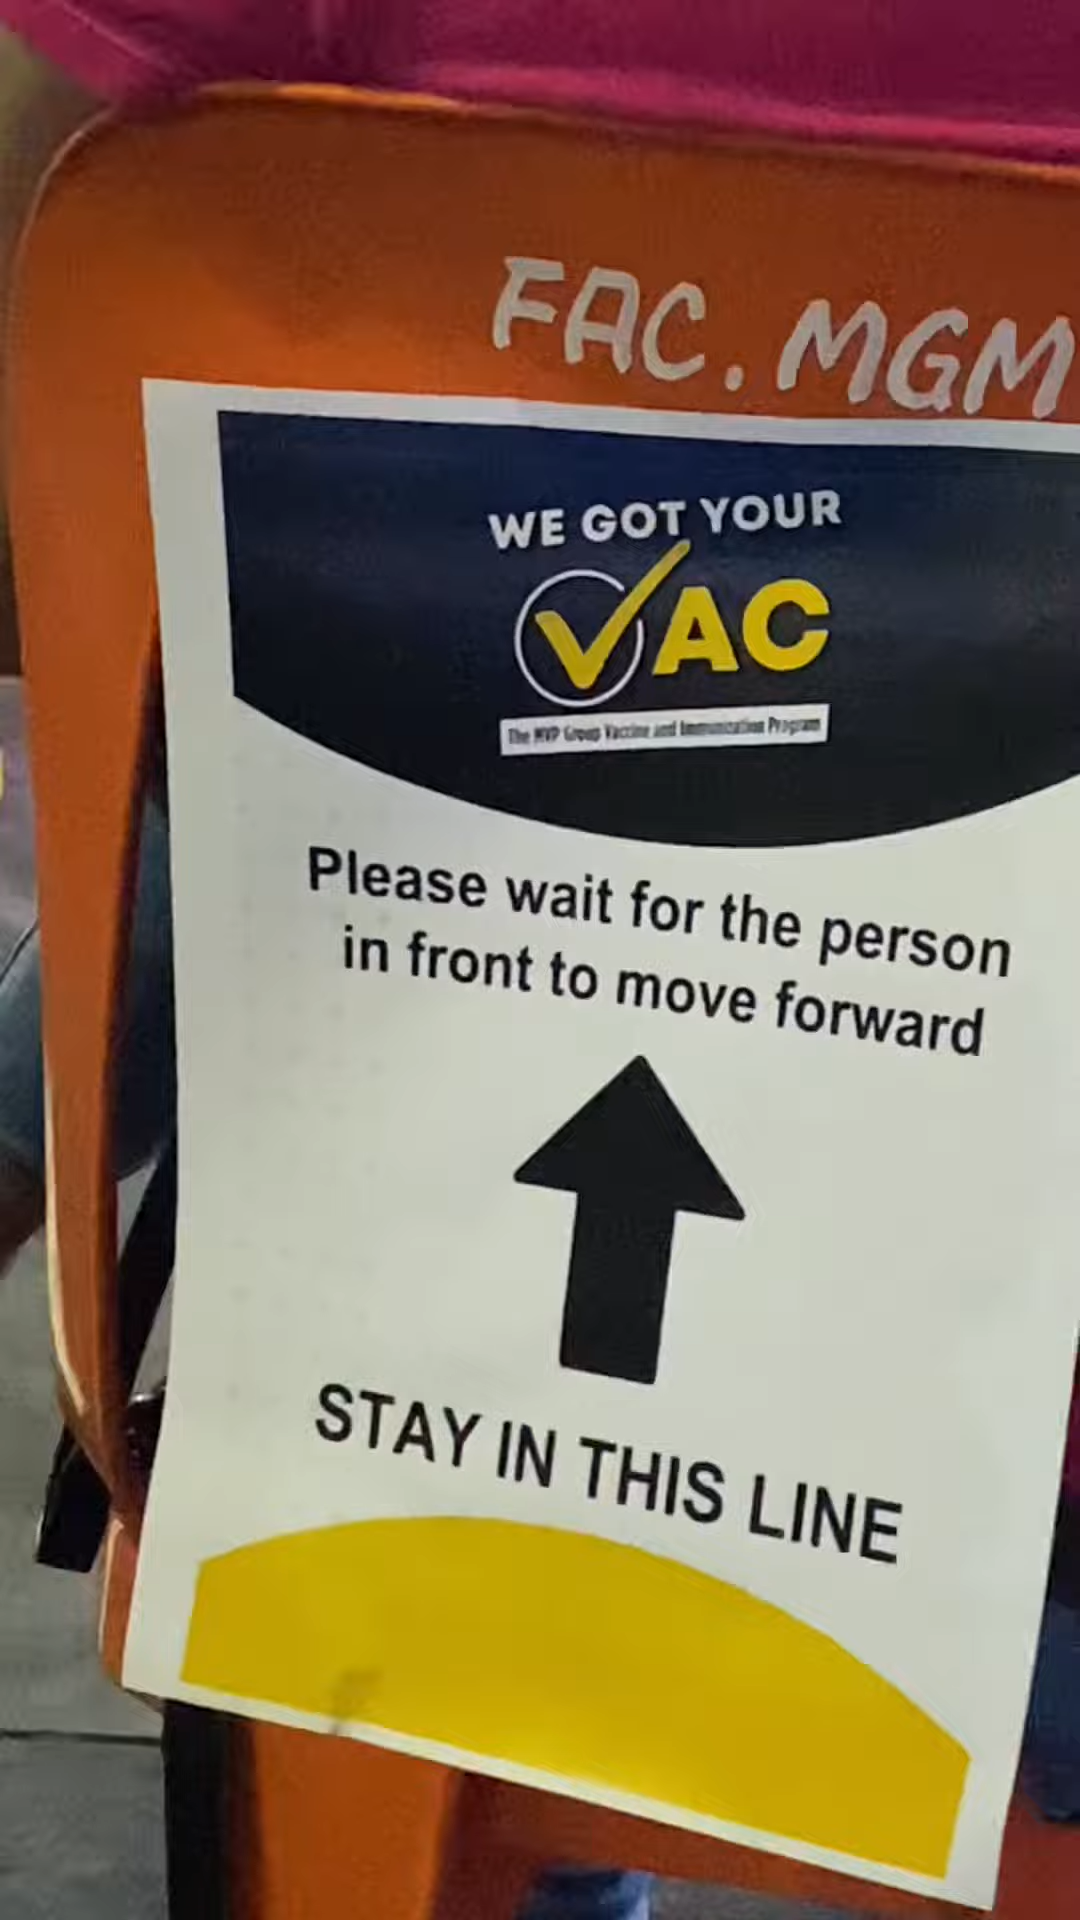 FAC. MGM
WE GOT YOUR
VAC
The MVP Group Vaccine and Immunization Program
Please wait for the person
in front to move forward
STAY IN THIS LINE